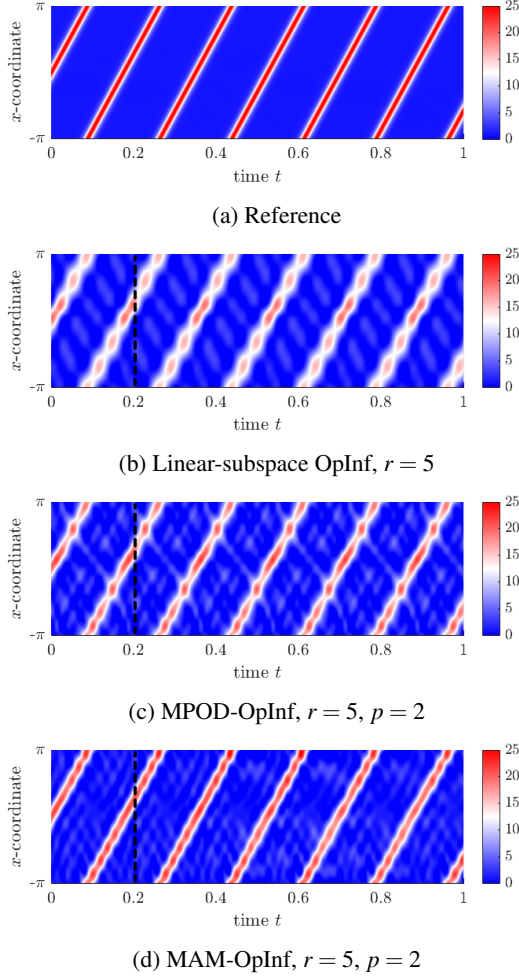 π
x-coordinate
-π
0 0.2 0.4 0.6 0.8 1
time t
25
20
15
10
5
0
(a) Reference
π
x-coordinate
-π
0 0.2 0.4 0.6 0.8 1
time t
25
20
15
10
5
0
(b) Linear-subspace OpInf, r = 5
π
x-coordinate
-π
0 0.2 0.4 0.6 0.8 1
time t
25
20
15
10
5
0
(c) MPOD-OpInf, r = 5, p = 2
π
x-coordinate
-π
0 0.2 0.4 0.6 0.8 1
time t
25
20
15
10
5
0
(d) MAM-OpInf, r = 5, p = 2